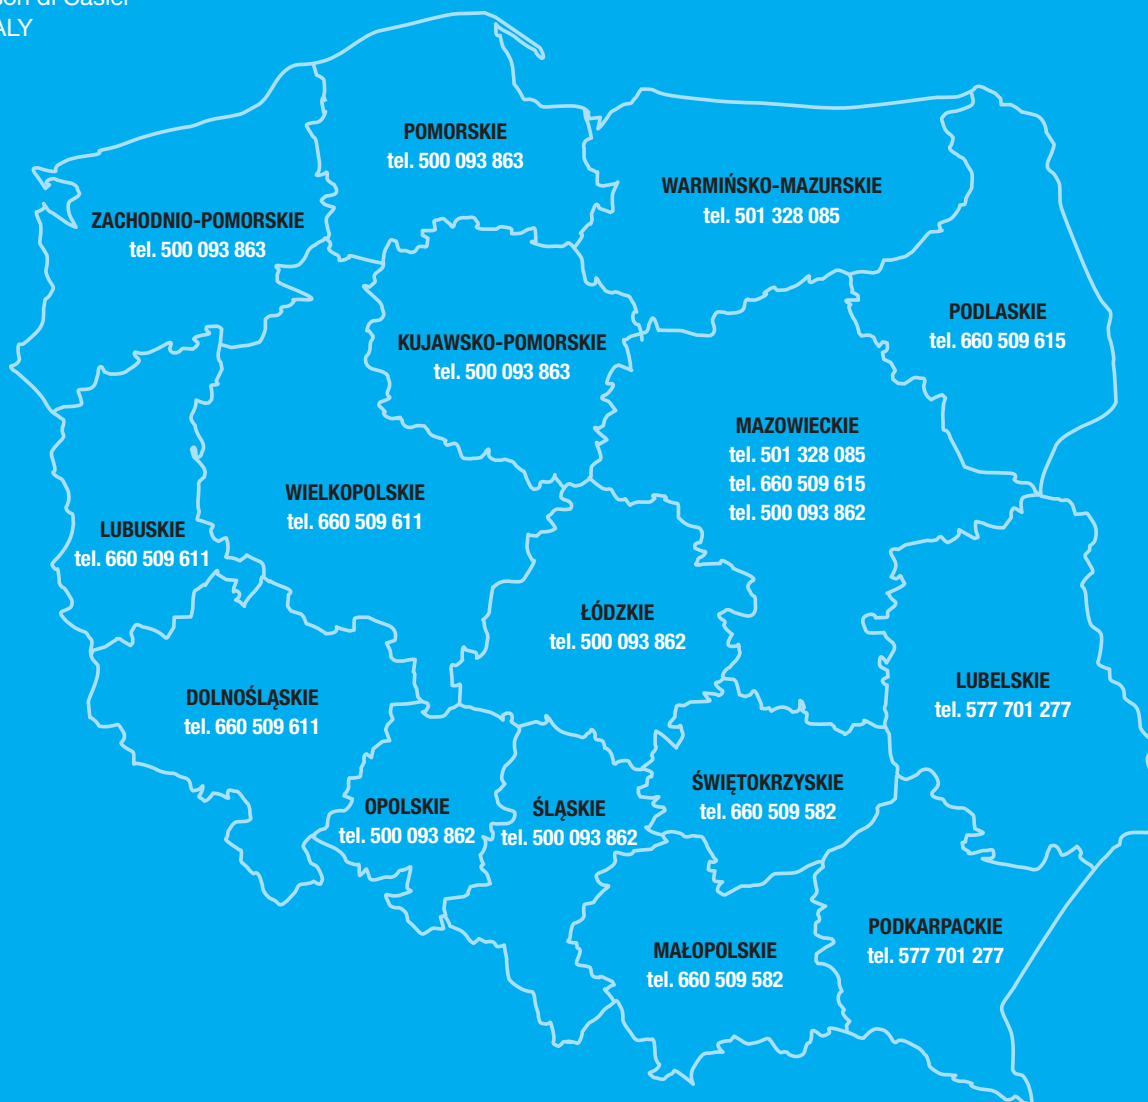 ALY
POMORSKIE
tel. 500 093 863
WARMIŃSKO-MAZURSKIE
tel. 501 328 085
ZACHODNIO-POMORSKIE
tel. 500 093 863
PODLASKIE
tel. 660 509 615
KUJAWSKO-POMORSKIE
tel. 500 093 863
MAZOWIECKIE
tel. 501 328 085
tel. 660 509 615
tel. 500 093 862
WIELKOPOLSKIE
tel. 660 509 611
LUBUSKIE
tel. 660 509 611
ŁÓDZKIE
tel. 500 093 862
LUBELSKIE
tel. 577 701 277
DOLNOŚLĄSKIE
tel. 660 509 611
ŚWIĘTOKRZYSKIE
tel. 660 509 582
OPOLSKIE
tel. 500 093 862
ŚLĄSKIE
tel. 500 093 862
PODKARPACKIE
tel. 577 701 277
MAŁOPOLSKIE
tel. 660 509 582